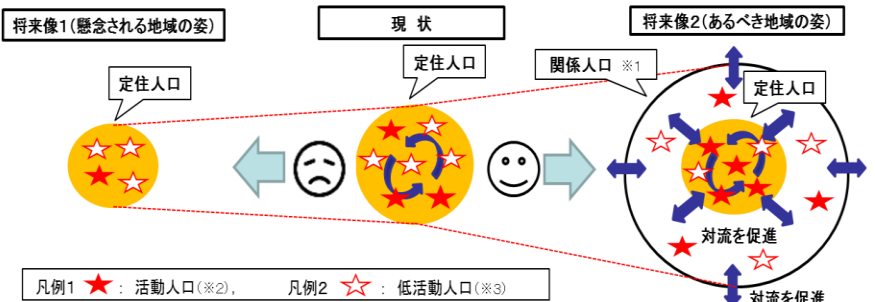 将来像1(懸念される地域の姿)
現 状
将来像2(あるべき地域の姿)
定住人口
定住人口
関係人口 ※1
定住人口
対流を促進
凡例1 ★ : 活動人口(※2), 凡例2 ☆ : 低活動人口(※3)
対流を促進